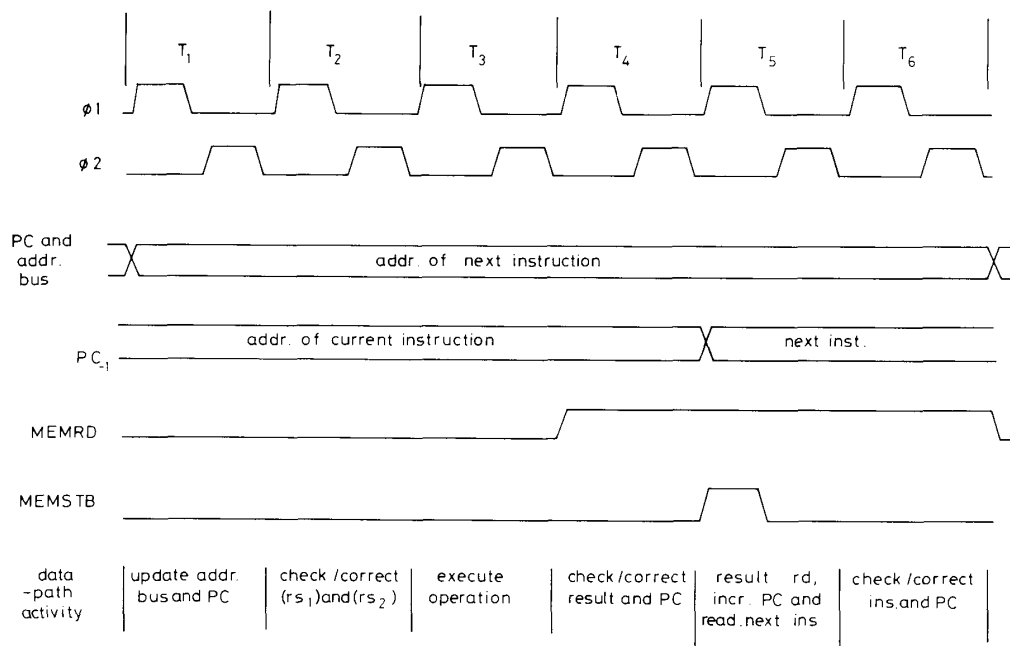 T1 T2 T3 T4 T5 T6
ø1
ø2
PC and
addr.
bus
addr. of next instruction
addr. of current instruction
next inst.
PC-1
MEMRD
MEMSTB
data
-path
activity
update addr.
bus and PC
check/correct
(rs1) and (rs2)
execute
operation
check/correct
result and PC
result rd,
incr. PC and
read.next ins
check/correct
ins.and PC